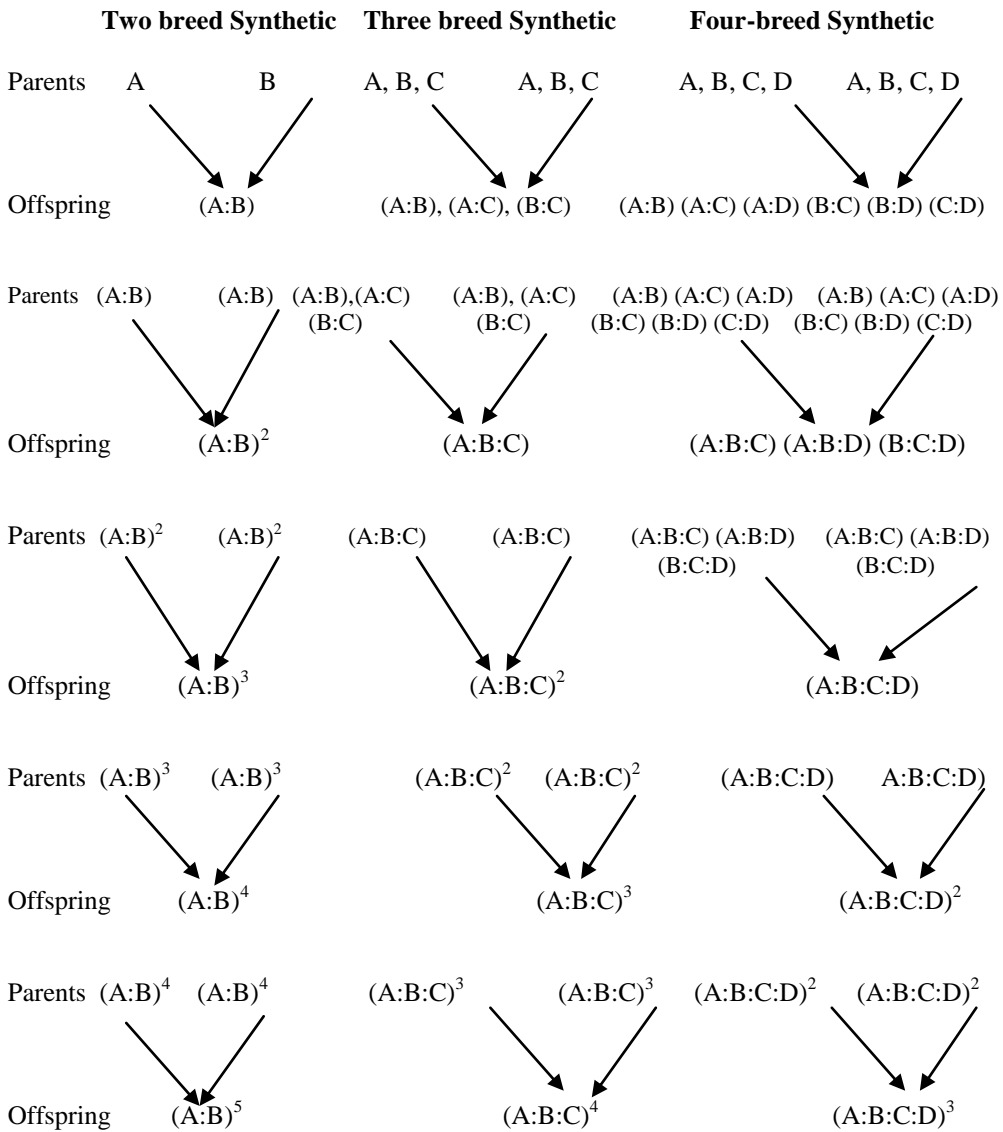 Two breed Synthetic Three breed Synthetic Four-breed Synthetic
Parents A B A, B, C A, B, C A, B, C, D A, B, C, D
Offspring (A:B) (A:B), (A:C), (B:C) (A:B) (A:C) (A:D) (B:C) (B:D) (C:D)
Parents (A:B) (A:B) (A:B),(A:C) (A:B), (A:C) (A:B) (A:C) (A:D) (A:B) (A:C) (A:D)
(B:C) (B:C) (B:C) (B:D) (C:D) (B:C) (B:D) (C:D)
Offspring (A:B)² (A:B:C) (A:B:C) (A:B:D) (B:C:D)
Parents (A:B)² (A:B)² (A:B:C) (A:B:C) (A:B:C) (A:B:D) (A:B:C) (A:B:D)
(B:C:D) (B:C:D)
Offspring (A:B)³ (A:B:C)² (A:B:C:D)
Parents (A:B)³ (A:B)³ (A:B:C)² (A:B:C)² (A:B:C:D) A:B:C:D)
Offspring (A:B)⁴ (A:B:C)³ (A:B:C:D)²
Parents (A:B)⁴ (A:B)⁴ (A:B:C)³ (A:B:C)³ (A:B:C:D)² (A:B:C:D)²
Offspring (A:B)⁵ (A:B:C)⁴ (A:B:C:D)³